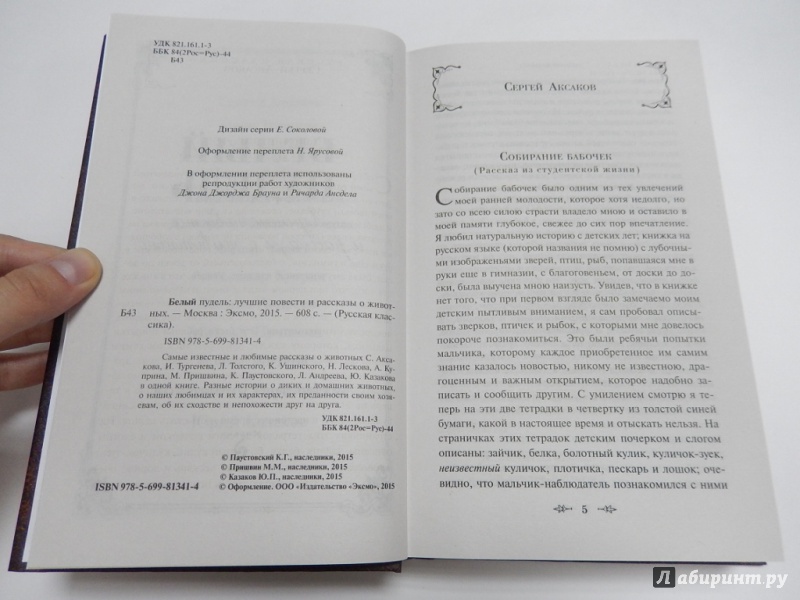 УДК 821.161.1-3
ББК 84(2Рос=Рус)-44
Б43
Дизайн серии Е. Соколовой
Оформление переплета Н. Ярусовой
В оформлении переплета использованы
репродукции работ художников
Джона Джорджа Брауна и Ричарда Ансдела
Белый пудель: лучшие повести и рассказы о живот-
Б43 ных. — Москва : Эксмо, 2015. — 608 с. — (Русская клас-
сика).
ISBN 978-5-699-81341-4
Самые известные и любимые рассказы о животных С. Акса-
кова, И. Тургенева, Л. Толстого, К. Ушинского, Н. Лескова, А. Ку-
прина, М. Пришвина, К. Паустовского, Л. Андреева, Ю. Казакова
в одной книге. Разные истории о диких и домашних животных,
о наших любимцах и их характерах, их преданности своим хозя-
евам, об их сходстве и непохожести друг на друга.
УДК 821.161.1-3
ББК 84(2Рос=Рус)-44
© Паустовский К.Г., наследники, 2015
© Пришвин М.М., наследники, 2015
© Казаков Ю.П., наследники, 2015
ISBN 978-5-699-81341-4 © Оформление. ООО «Издательство «Эксмо», 2015
Сергей Аксаков
Собирание бабочек
(Рассказ из студентской жизни)
Собирание бабочек было одним из тех увлечений
моей ранней молодости, которое хотя недолго, но
зато со всею силою страсти владело мною и оставило в
моей памяти глубокое, свежее до сих пор впечатление.
Я любил натуральную историю с детских лет; книжка на
русском языке (которой названия не помню) с лубочны-
ми изображеньями зверей, птиц, рыб, попавшаяся мне в
руки еще в гимназии, с благоговеньем, от доски до до-
ски, была выучена мною наизусть. Увидев, что в книжке
нет того, что при первом взгляде было замечаемо моим
детским пытливым вниманием, я сам пробовал описы-
вать зверков, птичек и рыбок, с которыми мне довелось
покороче познакомиться. Это были ребячьи попытки
мальчика, которому каждое приобретенное им самим
знание казалось новостью, никому не известною, дра-
гоценным и важным открытием, которое надобно за-
писать и сообщить другим. С умилением смотрю я те-
перь на эти две тетрадки в четвертку из толстой синей
бумаги, какой в настоящее время и отыскать нельзя. На
страничках этих тетрадок детским почерком и слогом
описаны: зайчик, белка, болотный кулик, куличок-зуек,
неизвестный куличок, плотичка, пескарь и лошок; оче-
видно, что мальчик-наблюдатель познакомился с ними
5
Лабиринт.ру